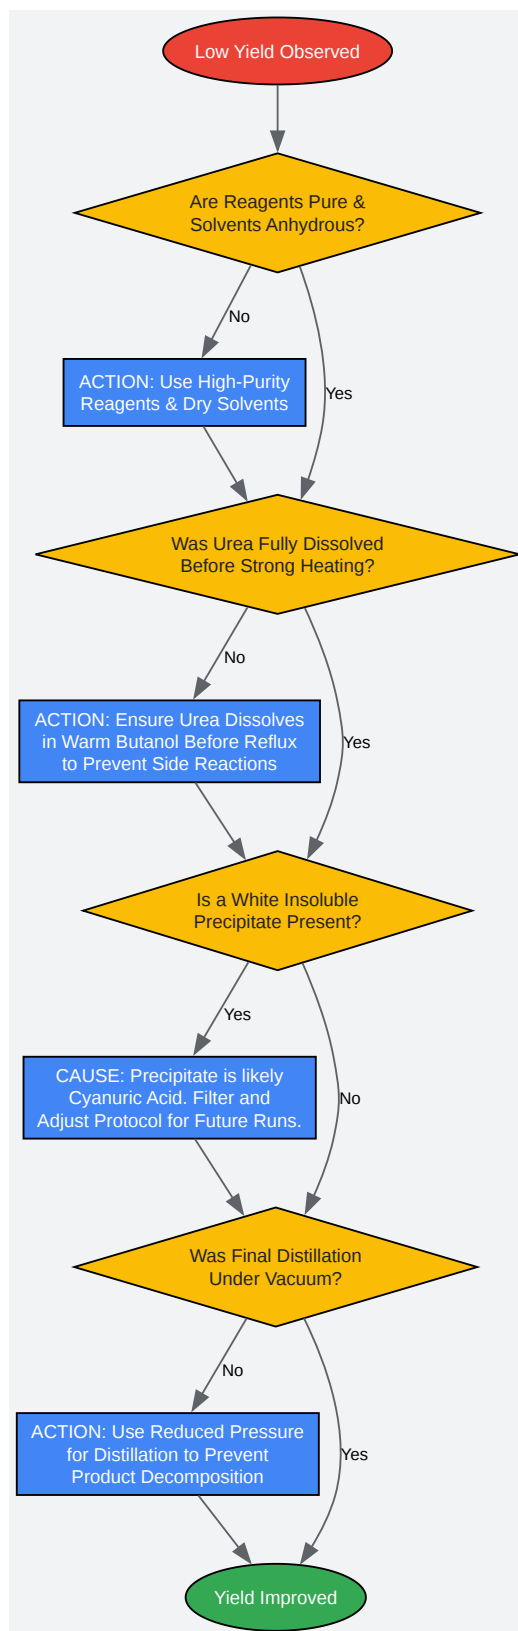 Low Yield Observed
Are Reagents Pure &
Solvents Anhydrous?
No
Yes
ACTION: Use High-Purity
Reagents & Dry Solvents
Was Urea Fully Dissolved
Before Strong Heating?
No
Yes
ACTION: Ensure Urea Dissolves
in Warm Butanol Before Reflux
to Prevent Side Reactions
Is a White Insoluble
Precipitate Present?
Yes
No
CAUSE: Precipitate is likely
Cyanuric Acid. Filter and
Adjust Protocol for Future Runs.
Was Final Distillation
Under Vacuum?
No
Yes
ACTION: Use Reduced Pressure
for Distillation to Prevent
Product Decomposition
Yield Improved